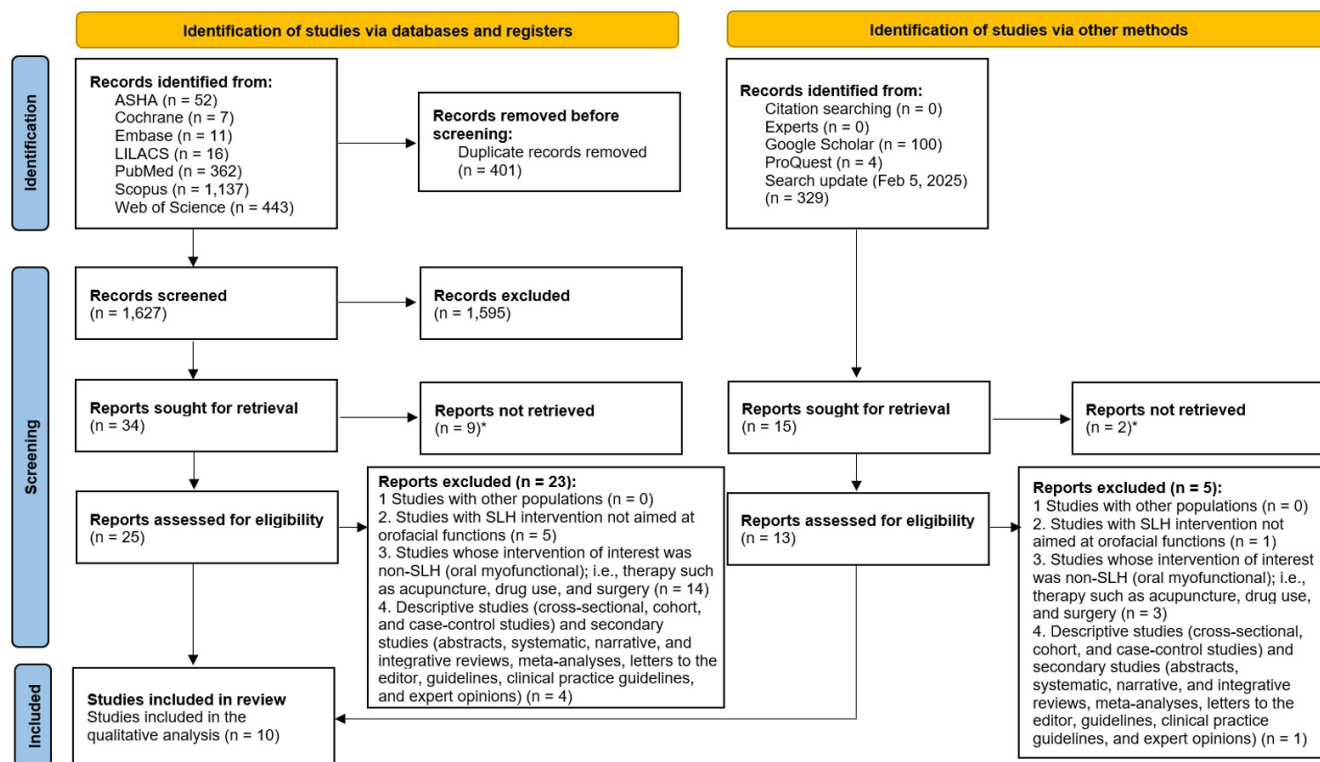 Identification of studies via databases and registers
Identification of studies via other methods
Identification
Records identified from:
ASHA (n = 52)
Cochrane (n = 7)
Embase (n = 11)
LILACS (n = 16)
PubMed (n = 362)
Scopus (n = 1,137)
Web of Science (n = 443)
Records removed before
screening:
Duplicate records removed
(n = 401)
Records identified from:
Citation searching (n = 0)
Experts (n = 0)
Google Scholar (n = 100)
ProQuest (n = 4)
Search update (Feb 5, 2025)
(n = 329)
Screening
Records screened
(n = 1,627)
Records excluded
(n = 1,595)
Reports sought for retrieval
(n = 34)
Reports not retrieved
(n = 9)*
Reports sought for retrieval
(n = 15)
Reports not retrieved
(n = 2)*
Reports assessed for eligibility
(n = 25)
Reports excluded (n = 23):
1 Studies with other populations (n = 0)
2. Studies with SLH intervention not aimed at
orofacial functions (n = 5)
3. Studies whose intervention of interest was
non-SLH (oral myofunctional); i.e., therapy such
as acupuncture, drug use, and surgery (n = 14)
4. Descriptive studies (cross-sectional, cohort,
and case-control studies) and secondary
studies (abstracts, systematic, narrative, and
integrative reviews, meta-analyses, letters to the
editor, guidelines, clinical practice guidelines,
and expert opinions) (n = 4)
Reports assessed for eligibility
(n = 13)
Reports excluded (n = 5):
1 Studies with other populations (n = 0)
2. Studies with SLH intervention not
aimed at orofacial functions (n = 1)
3. Studies whose intervention of interest
was non-SLH (oral myofunctional); i.e.,
therapy such as acupuncture, drug use,
and surgery (n = 3)
4. Descriptive studies (cross-sectional,
cohort, and case-control studies) and
secondary studies (abstracts,
systematic, narrative, and integrative
reviews, meta-analyses, letters to the
editor, guidelines, clinical practice
guidelines, and expert opinions) (n = 1)
Included
Studies included in review
Studies included in the
qualitative analysis (n = 10)